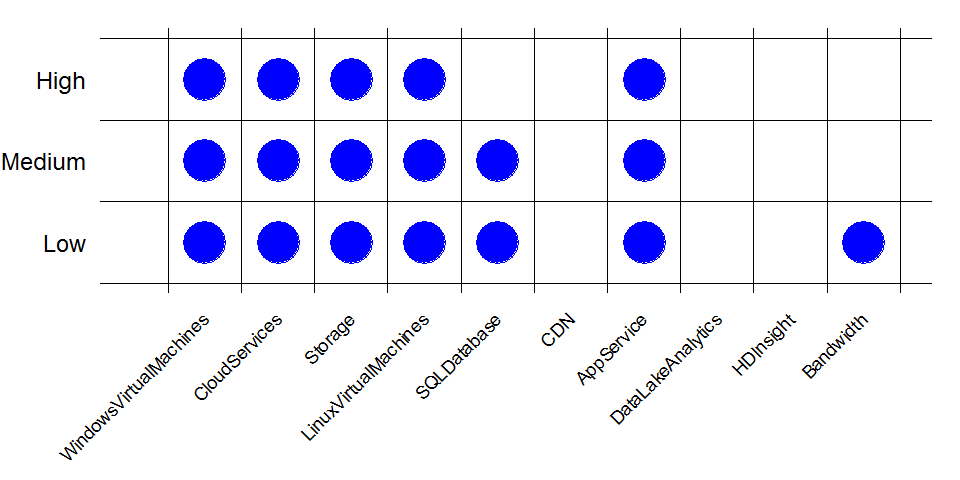 High
Medium
Low
WindowsVirtualMachines
CloudServices
Storage
LinuxVirtualMachines
SQLDatabase
CDN
AppService
DataLakeAnalytics
HDInsight
Bandwidth